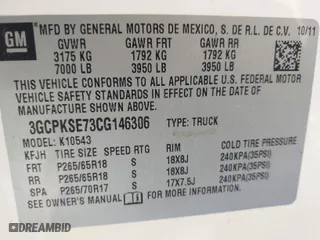 GM
MFD BY GENERAL MOTORS DE MEXICO, S. DE R.L. DE C.V. 10/11
GVWR GAWR FRT GAWR RR
3175 KG 1792 KG 1792 KG
7000 LB 3950 LB 3950 LB
THIS VEHICLE CONFORMS TO ALL APPLICABLE U.S. FEDERAL
MOTOR VEHICLE SAFETY AND THEFT PREVENTION STANDARDS
IN EFFECT ON THE DATE OF MANUFACTURE SHOWN ABOVE.
3GCPKSE73CG146306 TYPE: TRUCK
MODEL: K10543
KFJH TIRE SIZE SPEED RTG RIM COLD TIRE PRESSURE
FRT P265/65R18 S 18X8J 240KPA(35PSI)
RR P265/65R18 S 18X8J 240KPA(35PSI)
SPA P265/70R17 S 17X7.5J 240KPA(35PSI)
SEE OWNER'S MANUAL FOR MORE INFORMATION.
DREAMBID